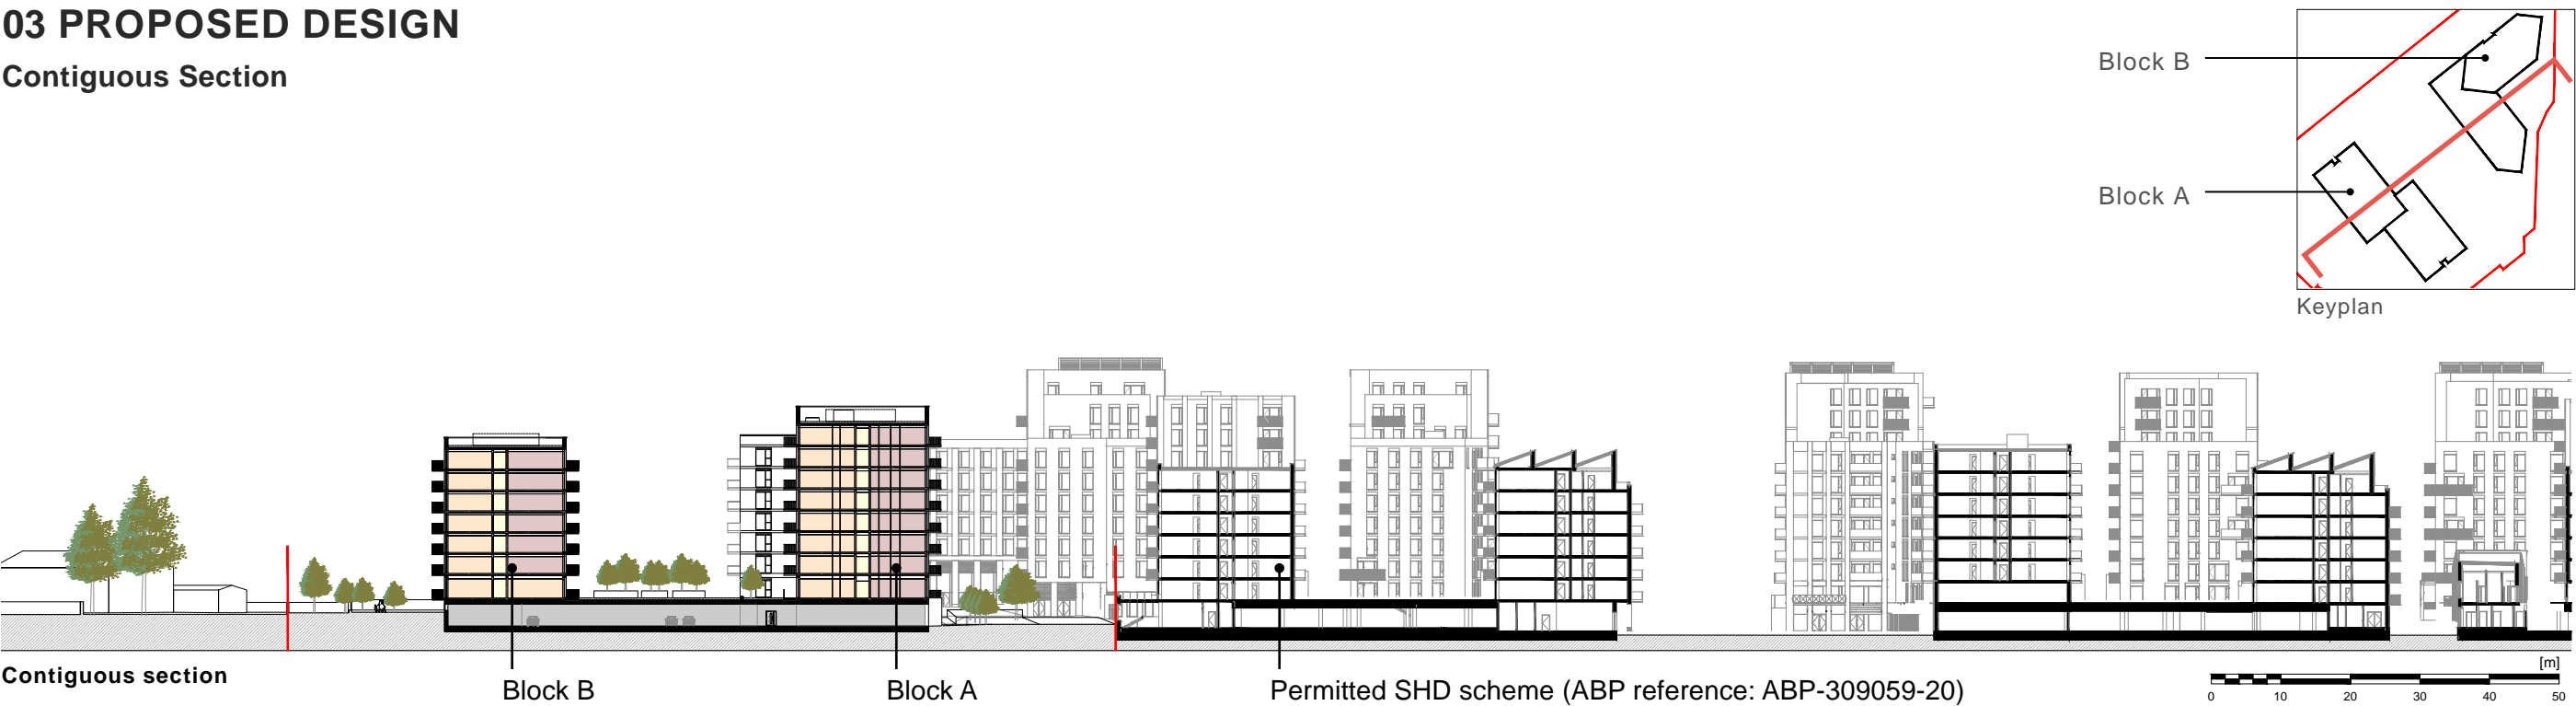 03 PROPOSED DESIGN
Contiguous Section
Block B
Block A
Keyplan
Contiguous section
Block B
Block A
Permitted SHD scheme (ABP reference: ABP-309059-20)
[m]
0 10 20 30 40 50